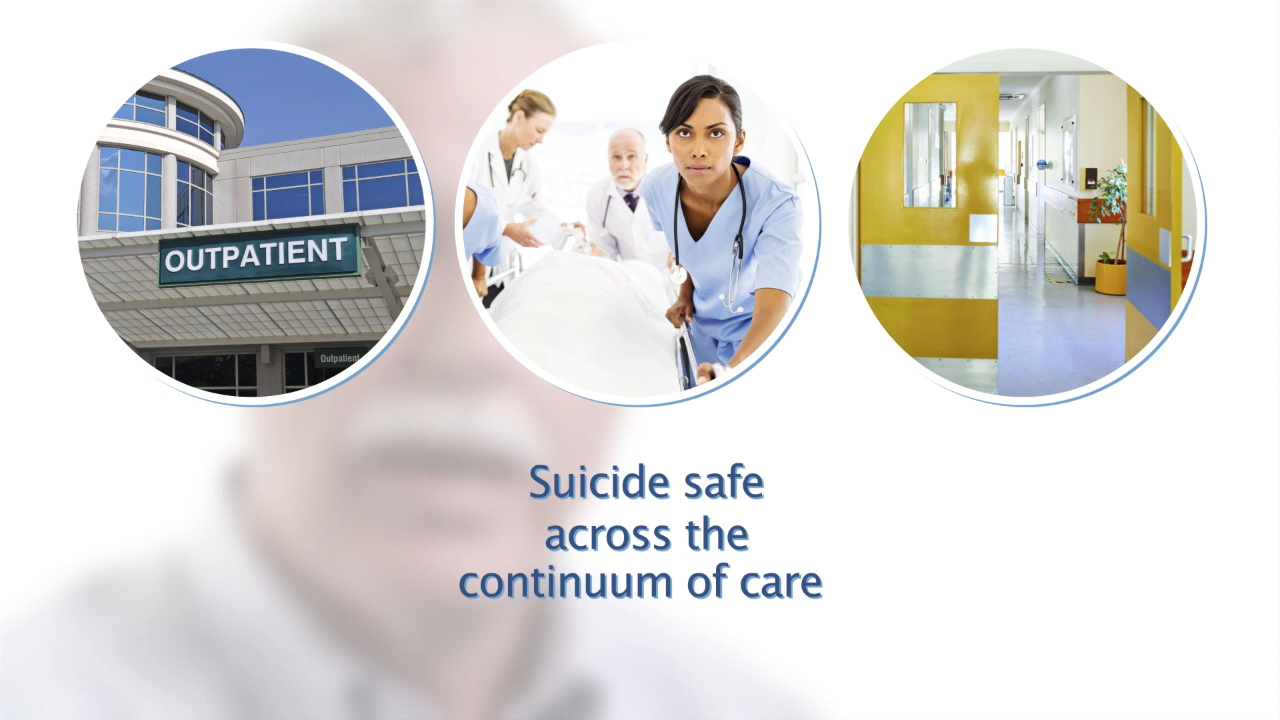 OUTPATIENT
Outpatient
Suicide safe
across the
continuum of care